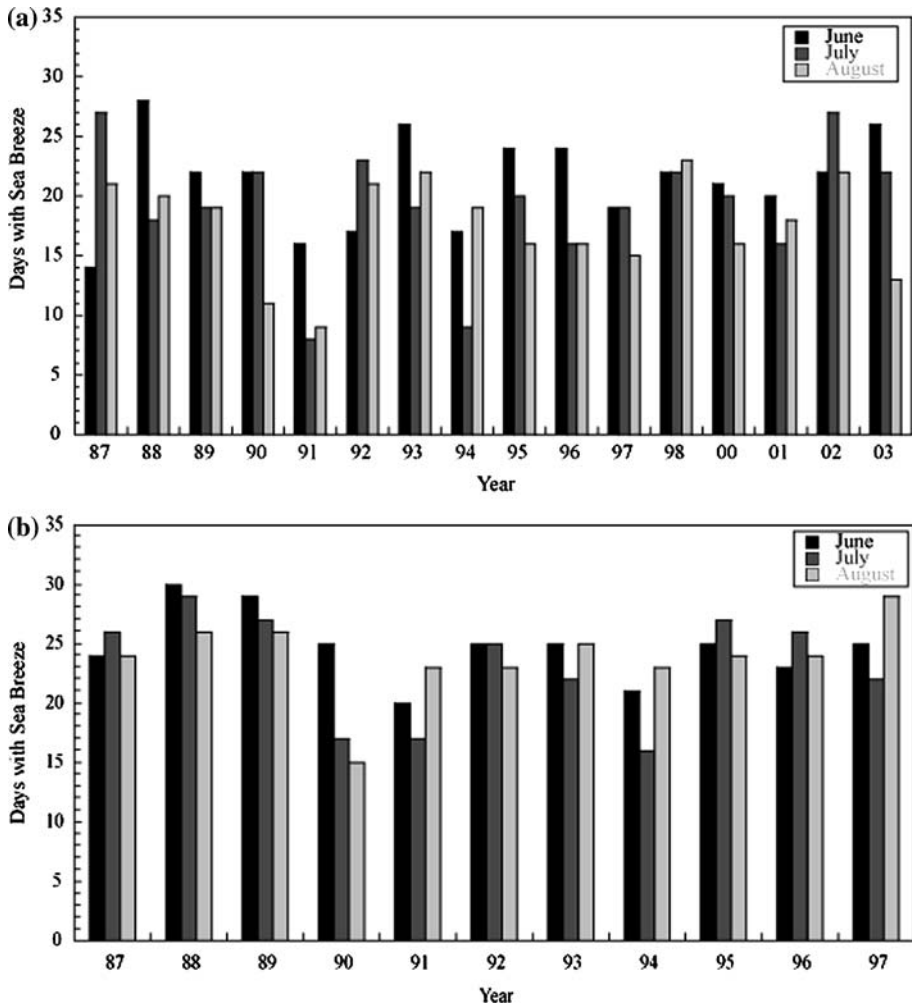 (a)
35
30
25
20
15
10
5
0
Days with Sea Breeze
June
July
August
87 88 89 90 91 92 93 94 95 96 97 98 00 01 02 03
Year
(b)
35
30
25
20
15
10
5
0
Days with Sea Breeze
June
July
August
87 88 89 90 91 92 93 94 95 96 97
Year